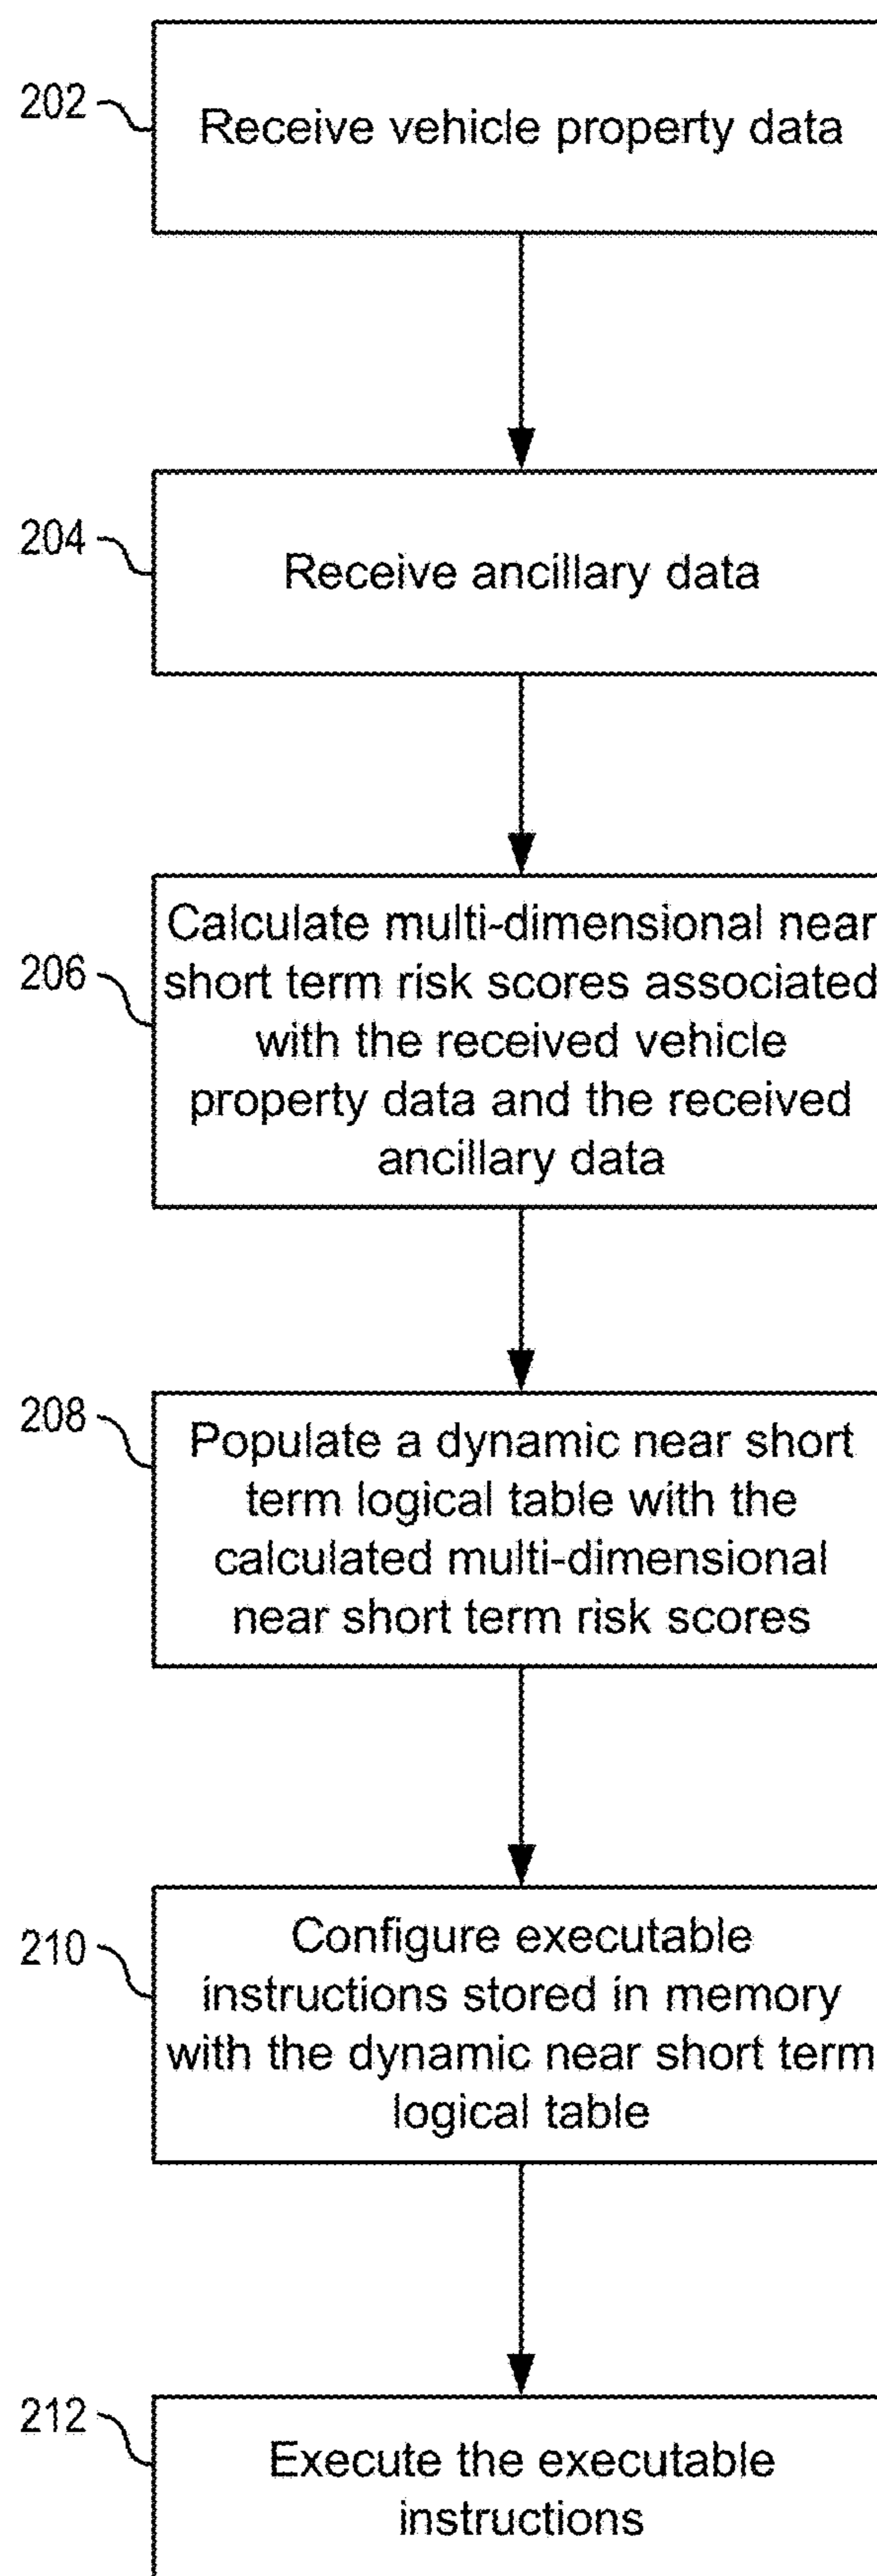 202
Receive vehicle property data
204
Receive ancillary data
206
Calculate multi-dimensional near
short term risk scores associated
with the received vehicle
property data and the received
ancillary data
208
Populate a dynamic near short
term logical table with the
calculated multi-dimensional
near short term risk scores
210
Configure executable
instructions stored in memory
with the dynamic near short term
logical table
212
Execute the executable
instructions